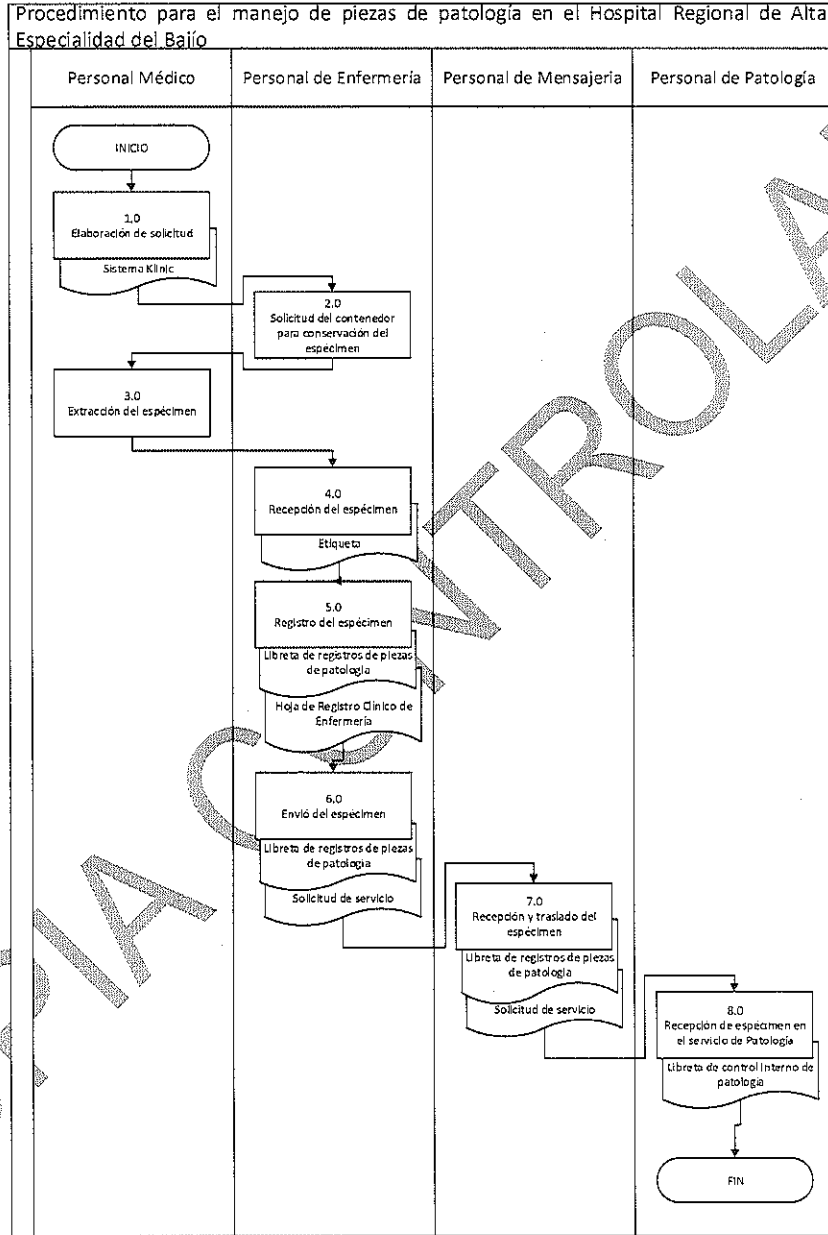 Procedimiento para el manejo de piezas de patología en el Hospital Regional de Alta
Especialidad del Bajío
Personal Médico
Personal de Enfermería
Personal de Mensajería
Personal de Patología
INICIO
1.0
Elaboración de solicitud
Sistema Klinic
2.0
Solicitud del contenedor
para conservación del
espécimen
3.0
Extracción del espécimen
4.0
Recepción del espécimen
Etiqueta
5.0
Registro del espécimen
Libreta de registros de piezas
de patología
Hoja de Registro Clínico de
Enfermería
6.0
Envió del espécimen
Libreta de registros de piezas
de patología
Solicitud de servicio
7.0
Recepción y traslado del
espécimen
Libreta de registros de piezas
de patología
Solicitud de servicio
8.0
Recepción de espécimen en
el servicio de Patología
Libreta de control interno de
patología
FIN
PIA CONTROLA